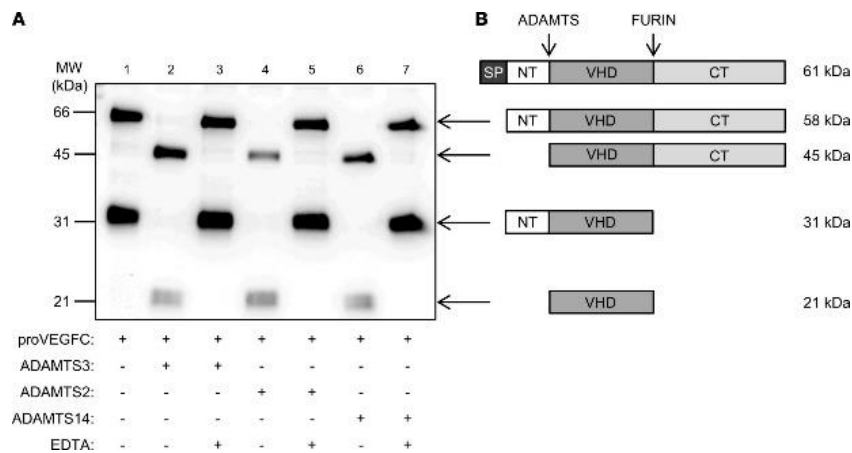 A
MW
(kDa)
1 2 3 4 5 6 7
66
45
31
21
proVEGFC: + + + + + + +
ADAMTS3: - + + - - - -
ADAMTS2: - - - + + - -
ADAMTS14: - - - - - + +
EDTA: - - + - + - +
B
ADAMTS FURIN
SP NT VHD CT 61 kDa
NT VHD CT 58 kDa
VHD CT 45 kDa
NT VHD 31 kDa
VHD 21 kDa